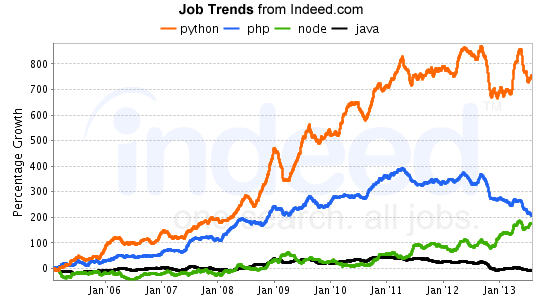 Job Trends from Indeed.com
python php node java
Percentage Growth
800
700
600
500
400
300
200
100
0
indeed
TM
one search. all jobs
Jan'06 Jan'07 Jan'08 Jan'09 Jan'10 Jan'11 Jan'12 Jan'13